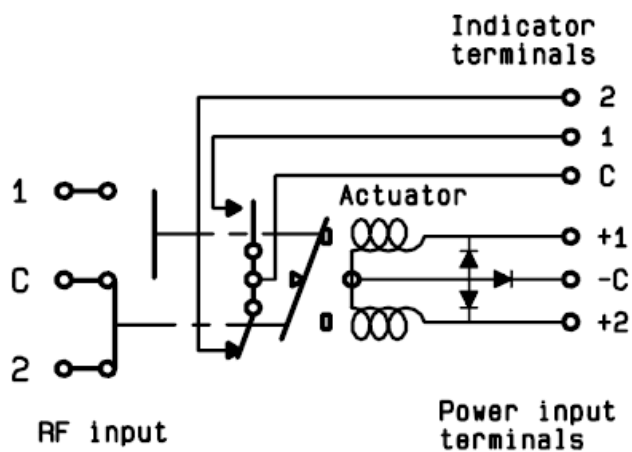 Indicator
terminals
2
1
C
1
Actuator
+1
C
-C
+2
2
RF input
Power input
terminals